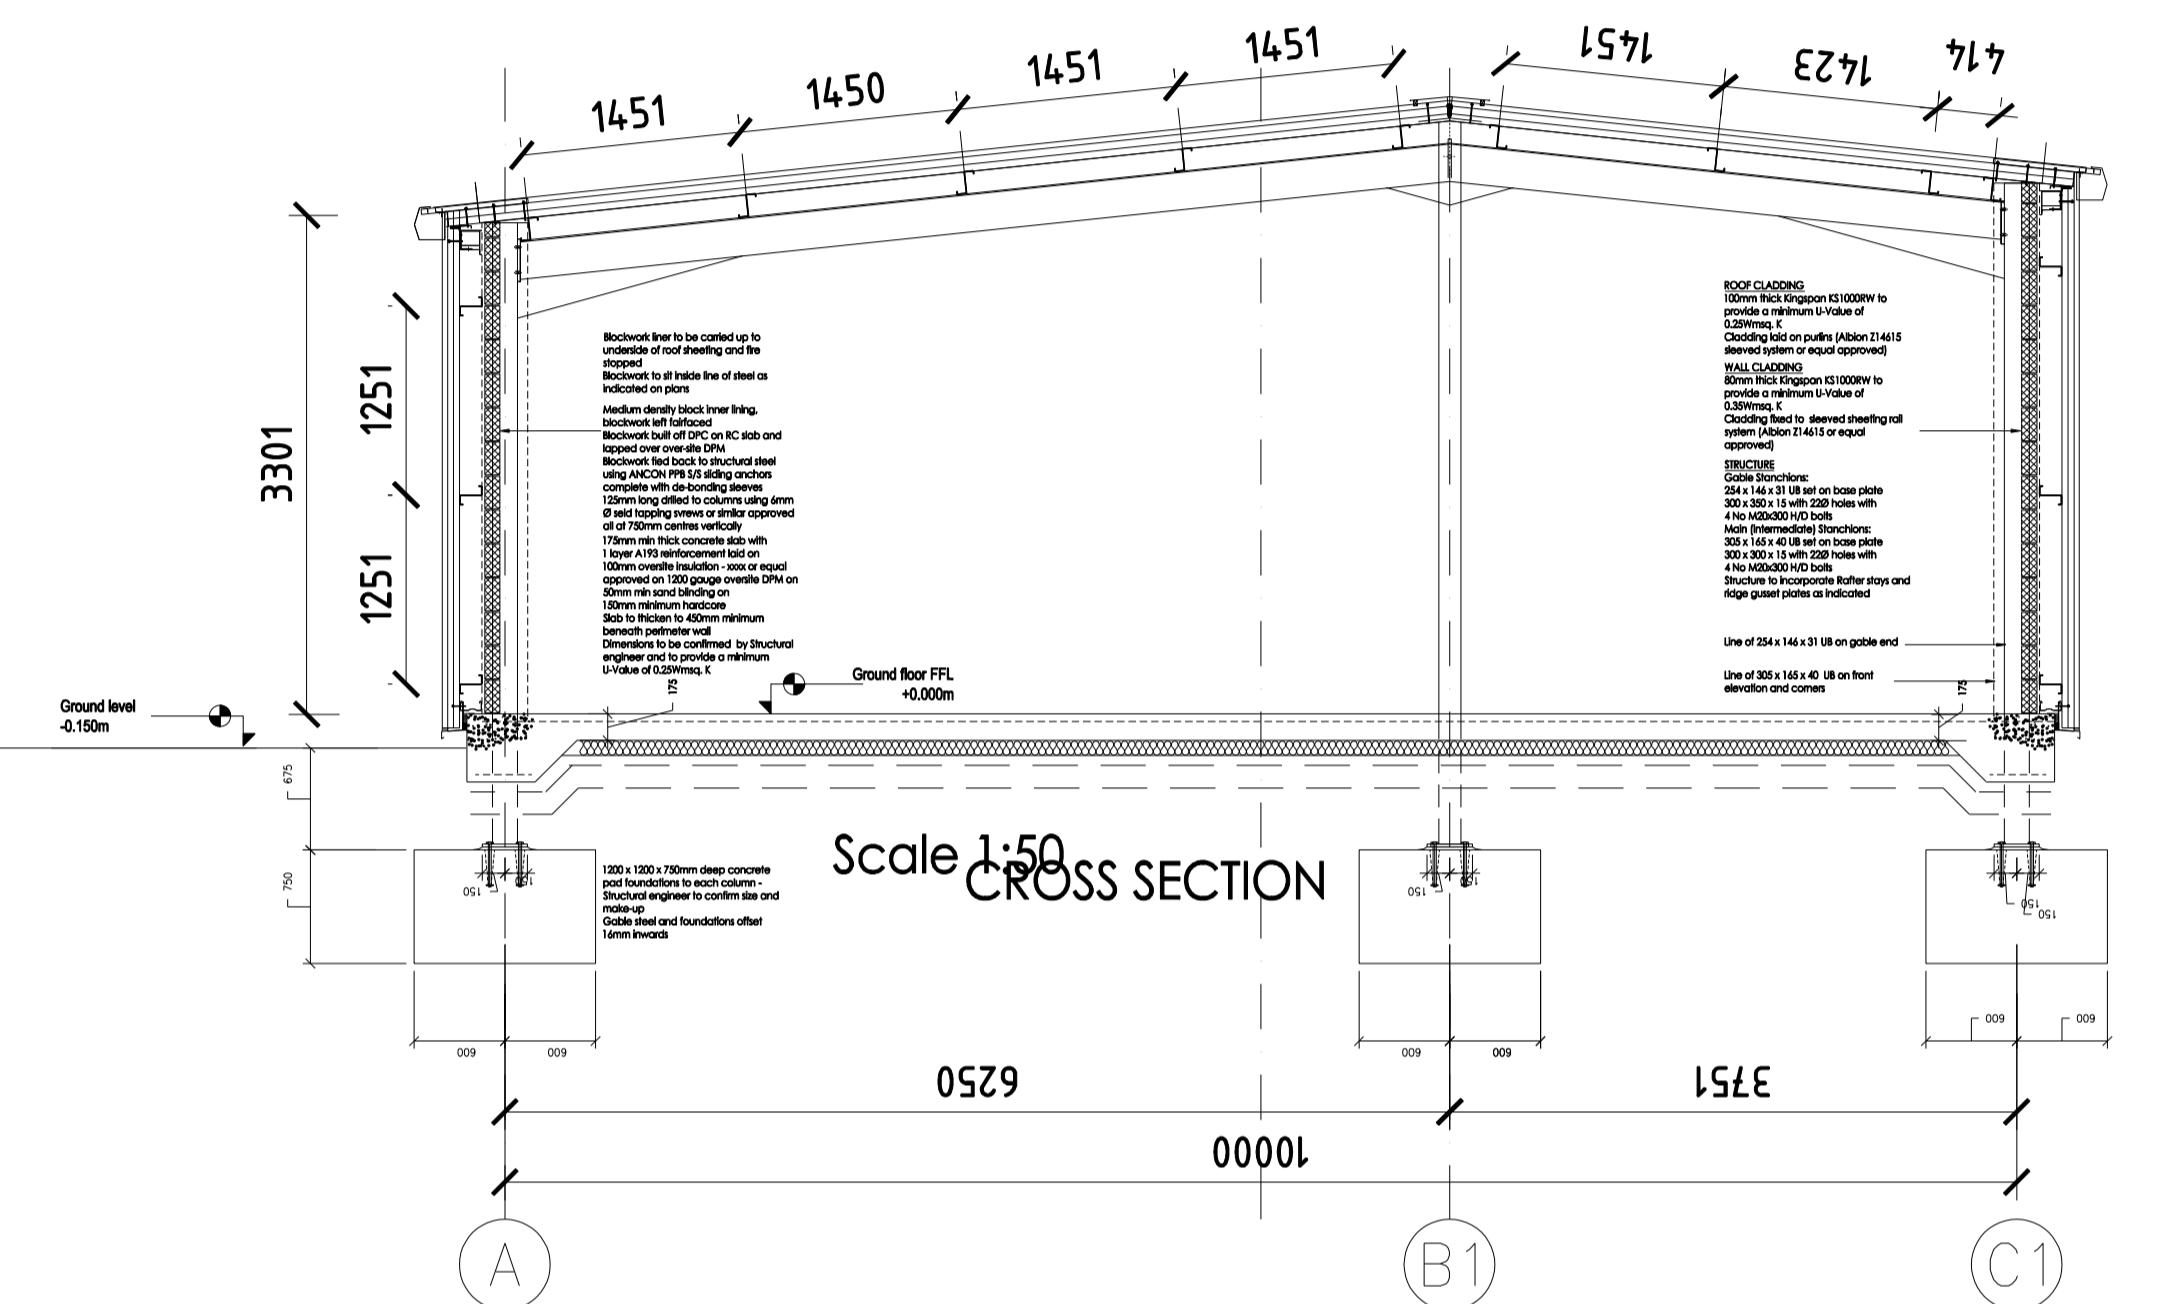 1451
1450
1451
1451
1451
1423
414
3301
1251
1251
Blockwork liner to be carried up to
underside of roof sheeting and fire
stopped
Blockwork to sit inside line of steel as
indicated on plans
Medium density block inner lining,
blockwork left fairfaced
Blockwork built off DPC on RC slab and
lapped over over-site DPM
Blockwork tied back to structural steel
using ANCON PPB S/S sliding anchors
complete with de-bonding sleeves
125mm long drilled to columns using 6mm
Ø seld tapping svrews or similar approved
all at 750mm centres vertically
175mm min thick concrete slab with
1 layer A193 reinforcement laid on
100mm oversite insulation - xxxx or equal
approved on 1200 gauge oversite DPM on
50mm min sand blinding on
150mm minimum hardcore
Slab to thicken to 450mm minimum
beneath perimeter wall
Dimensions to be confirmed by Structural
engineer and to provide a minimum
U-Value of 0.25Wmsq. K
ROOF CLADDING
100mm thick Kingspan KS1000RW to
provide a minimum U-Value of
0.25Wmsq. K
Cladding laid on purlins (Albion Z14615
sleeved system or equal approved)
WALL CLADDING
80mm thick Kingspan KS1000RW to
provide a minimum U-Value of
0.35Wmsq. K
Cladding fixed to sleeved sheeting rail
system (Albion Z14615 or equal
approved)
STRUCTURE
Gable Stanchions:
254 x 146 x 31 UB set on base plate
300 x 350 x 15 with 22Ø holes with
4 No M20x300 H/D bolts
Main (intermediate) Stanchions:
305 x 165 x 40 UB set on base plate
300 x 300 x 15 with 22Ø holes with
4 No M20x300 H/D bolts
Structure to incorporate Rafter stays and
ridge gusset plates as indicated
Line of 254 x 146 x 31 UB on gable end
Line of 305 x 165 x 40 UB on front
elevation and corners
175
175
Ground floor FFL
+0.000m
Ground level
-0.150m
675
750
Scale 1:50
CROSS SECTION
1200 x 1200 x 750mm deep concrete
pad foundations to each column -
Structural engineer to confirm size and
make-up
Gable steel and foundations offset
16mm inwards
150
150
150
150
150
150
600
600
600
600
600
600
6250
3751
10000
A
B1
C1